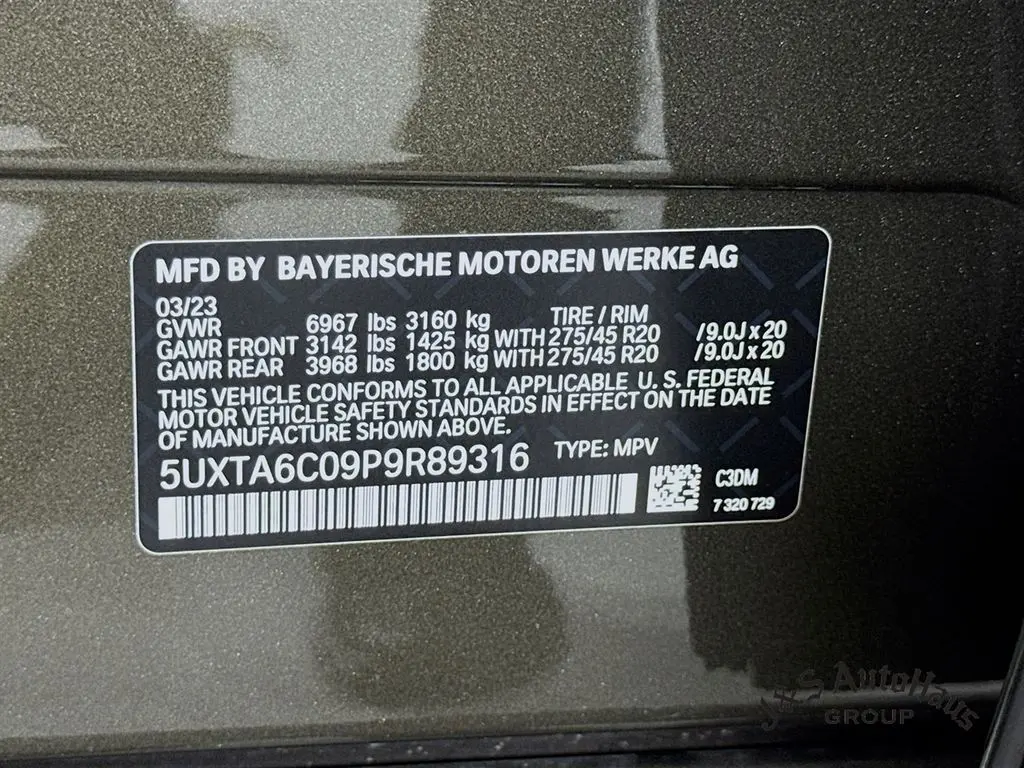 MFD BY BAYERISCHE MOTOREN WERKE AG
03/23 TIRE / RIM
GVWR 6967 lbs 3160 kg
GAWR FRONT 3142 lbs 1425 kg WITH 275/45 R20 /9.0J x 20
GAWR REAR 3968 lbs 1800 kg WITH 275/45 R20 /9.0J x 20
THIS VEHICLE CONFORMS TO ALL APPLICABLE U. S. FEDERAL
MOTOR VEHICLE SAFETY STANDARDS IN EFFECT ON THE DATE
OF MANUFACTURE SHOWN ABOVE.
5UXTA6C09P9R89316 TYPE: MPV
C3DM
7 320 729
J&S AutoHaus
GROUP